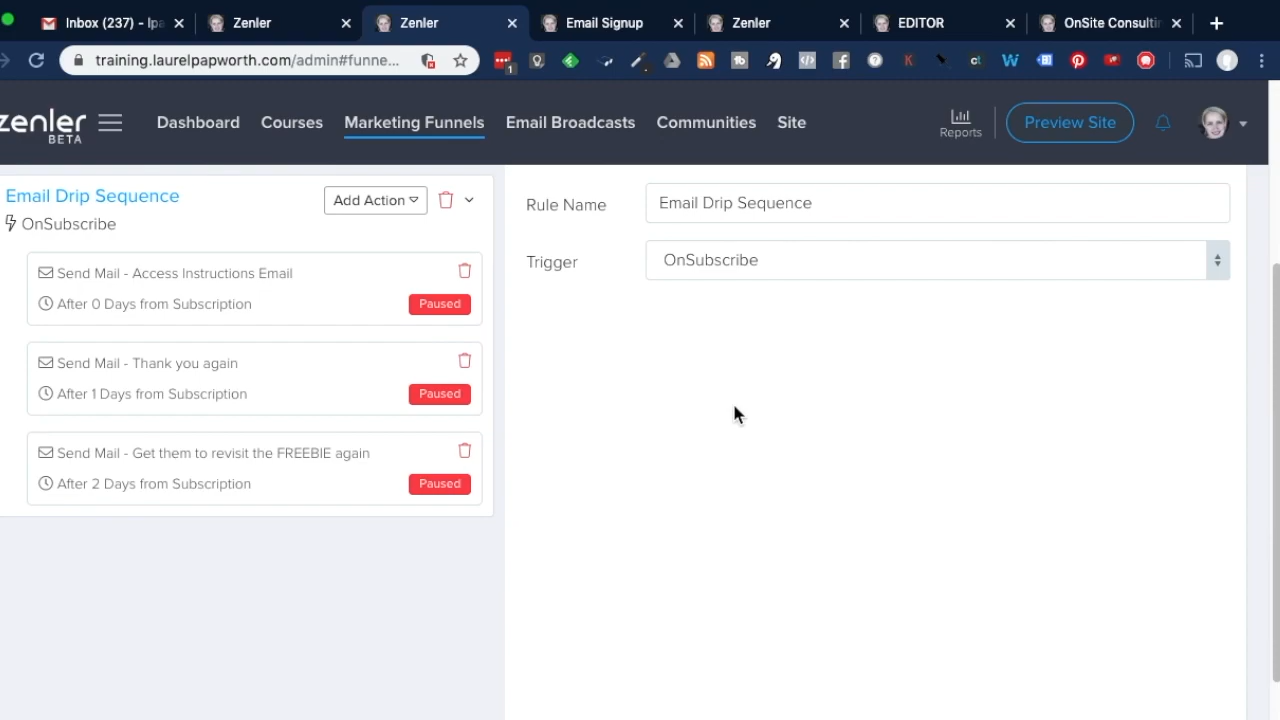 Inbox (237) - lpa
Zenler
Zenler
Email Signup
Zenler
EDITOR
OnSite Consultin
training.laurelpapworth.com/admin#funne...
1
zenler
BETA
Dashboard
Courses
Marketing Funnels
Email Broadcasts
Communities
Site
Reports
Preview Site
Email Drip Sequence
Add Action
OnSubscribe
Send Mail - Access Instructions Email
After 0 Days from Subscription
Paused
Send Mail - Thank you again
After 1 Days from Subscription
Paused
Send Mail - Get them to revisit the FREEBIE again
After 2 Days from Subscription
Paused
Rule Name
Email Drip Sequence
Trigger
OnSubscribe